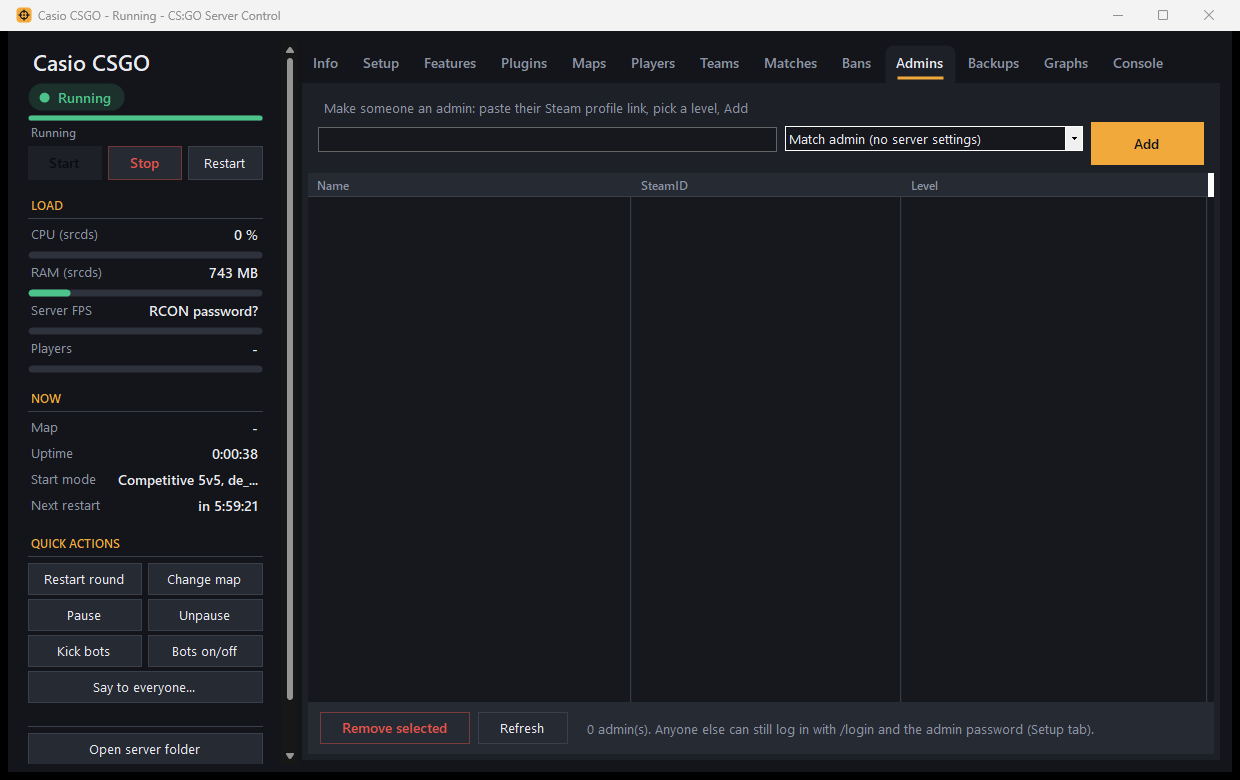 Casio CSGO - Running - CS:GO Server Control
Casio CSGO
Running
Running
Start Stop Restart
LOAD
CPU (srcds) 0 %
RAM (srcds) 743 MB
Server FPS RCON password?
Players -
NOW
Map -
Uptime 0:00:38
Start mode Competitive 5v5, de_...
Next restart in 5:59:21
QUICK ACTIONS
Restart round Change map
Pause Unpause
Kick bots Bots on/off
Say to everyone...
Open server folder
Info Setup Features Plugins Maps Players Teams Matches Bans Admins Backups Graphs Console
Make someone an admin: paste their Steam profile link, pick a level, Add
Match admin (no server settings) Add
Name SteamID Level
Remove selected Refresh 0 admin(s). Anyone else can still log in with /login and the admin password (Setup tab).